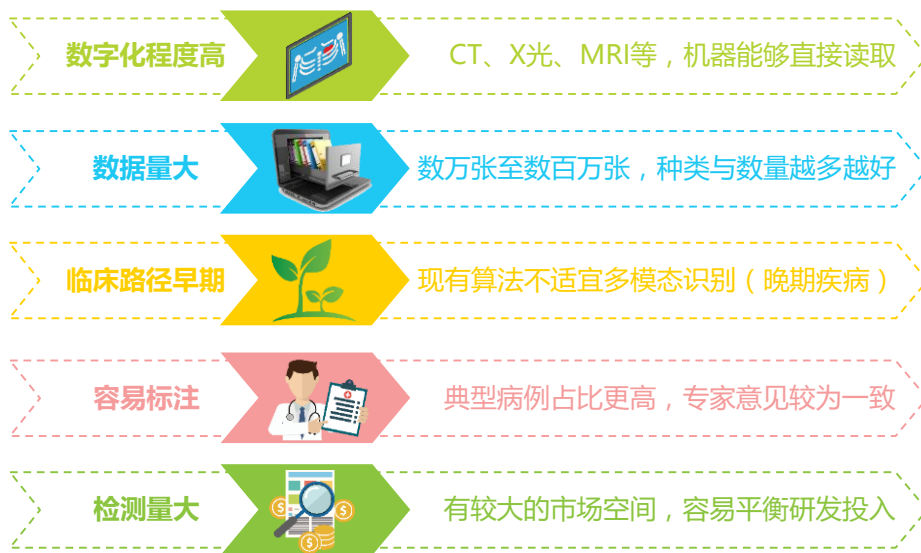 数字化程度高
CT、X光、MRI等，机器能够直接读取
数据量大
数万张至数百万张，种类与数量越多越好
临床路径早期
现有算法不适宜多模态识别（晚期疾病）
容易标注
典型病例占比更高，专家意见较为一致
检测量大
有较大的市场空间，容易平衡研发投入